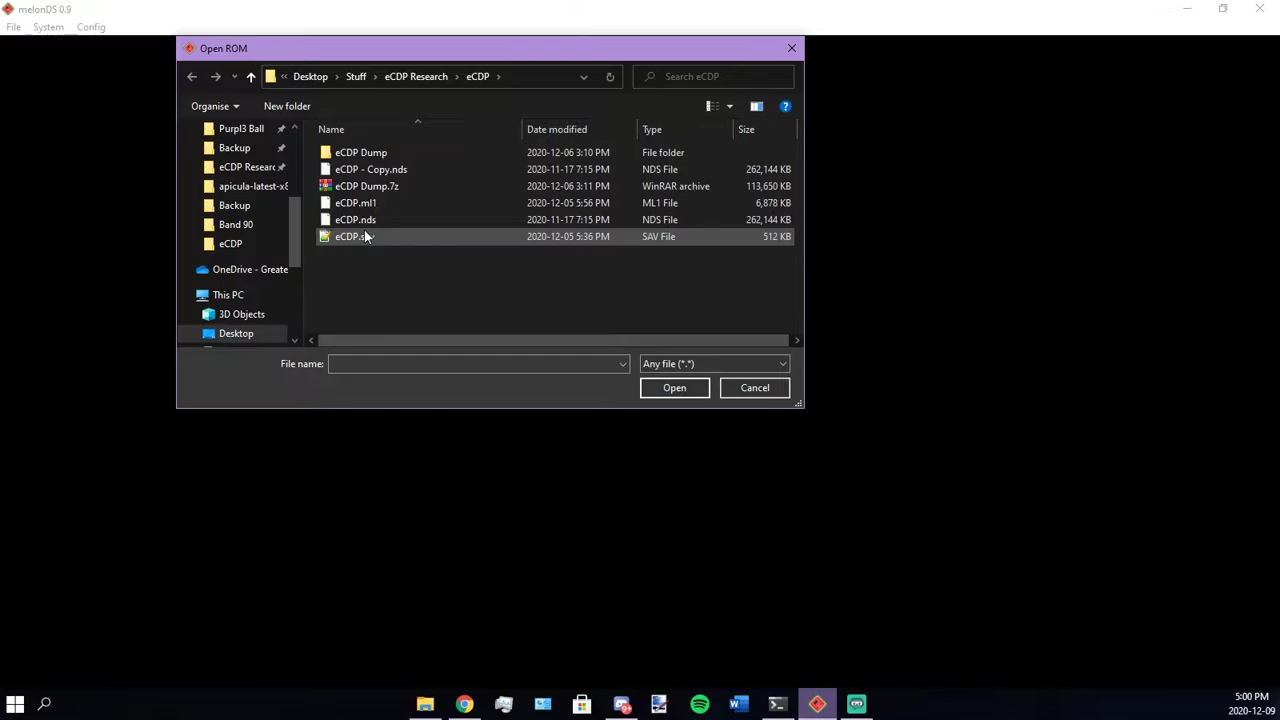 melonDS 0.9
File System Config
Open ROM
« Desktop › Stuff › eCDP Research › eCDP ›
Search eCDP
Organise New folder
Name Date modified Type Size
Purpl3 Ball
Backup
eCDP Researc
apicula-latest-x8
Backup
Band 90
eCDP
OneDrive - Greate
This PC
3D Objects
Desktop
eCDP Dump 2020-12-06 3:10 PM File folder
eCDP - Copy.nds 2020-11-17 7:15 PM NDS File 262,144 KB
eCDP Dump.7z 2020-12-06 3:11 PM WinRAR archive 113,650 KB
eCDP.ml1 2020-12-05 5:56 PM ML1 File 6,878 KB
eCDP.nds 2020-11-17 7:15 PM NDS File 262,144 KB
2020-12-05 5:36 PM SAV File 512 KB
File name: Any file (*.*)
Open Cancel
5:00 PM
2020-12-09